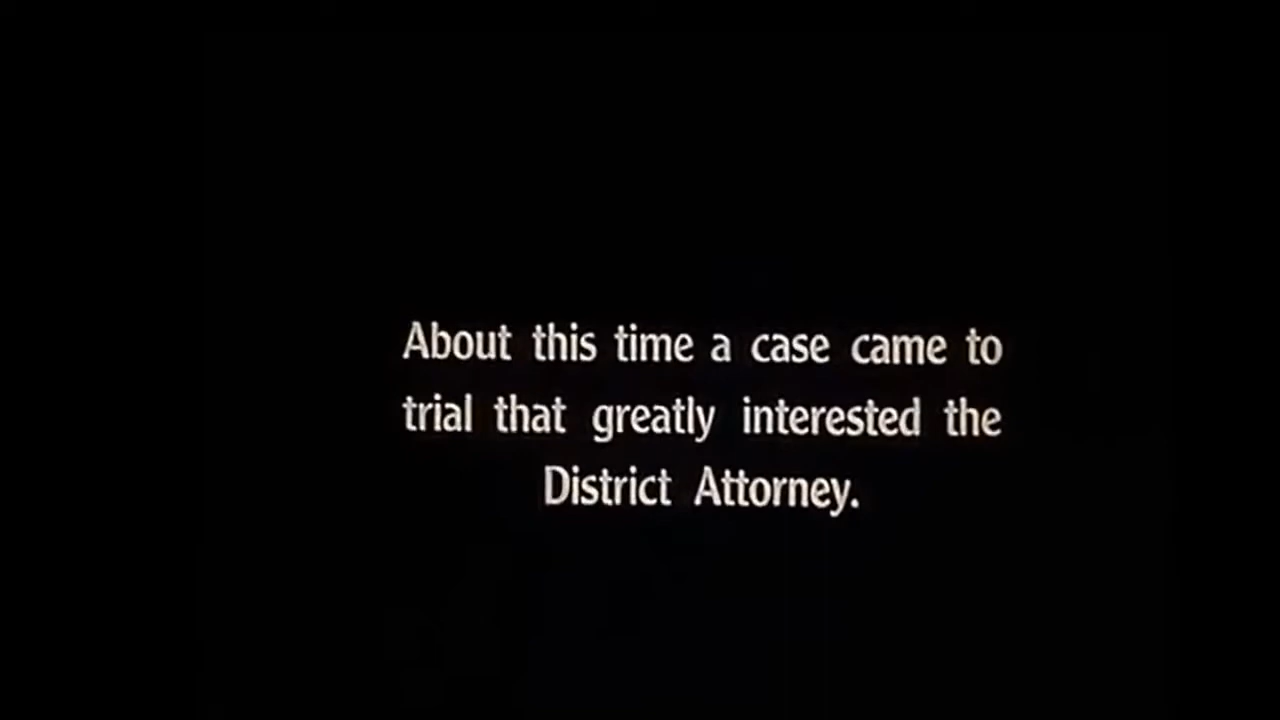 About this time a case came to
trial that greatly interested the
District Attorney.